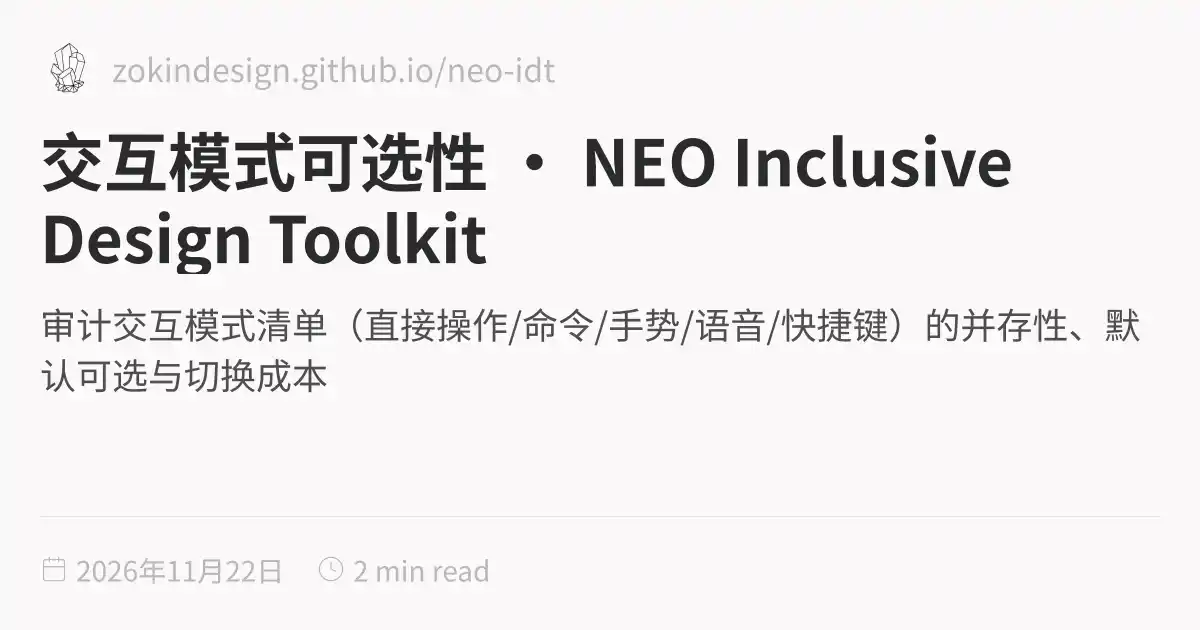 zokindesign.github.io/neo-idt
交互模式可选性 · NEO Inclusive
Design Toolkit
审计交互模式清单（直接操作/命令/手势/语音/快捷键）的并存性、默
认可选与切换成本
2026年11月22日 2 min read